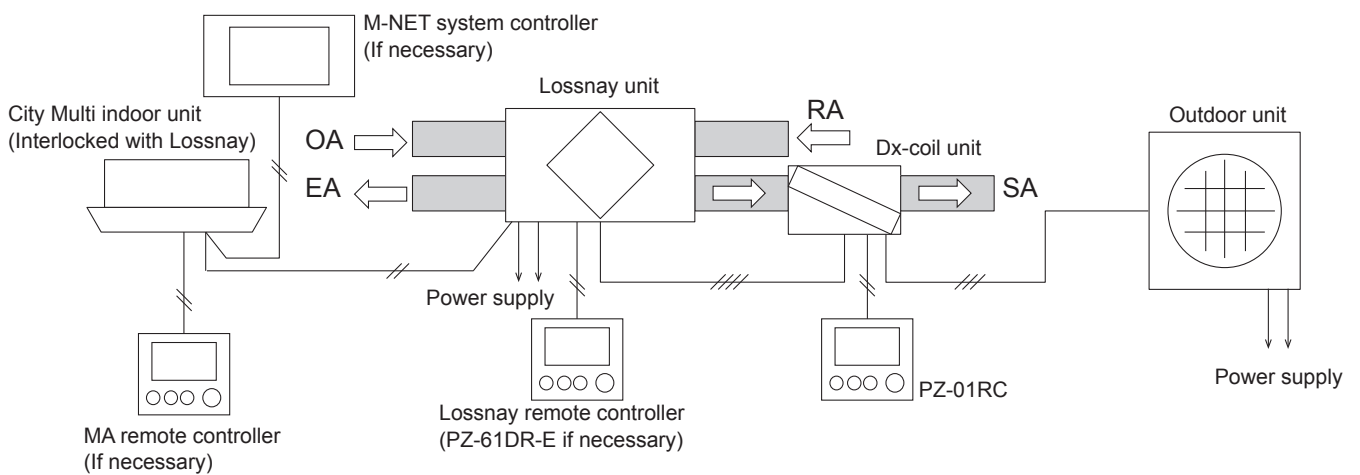 M-NET system controller
(If necessary)
City Multi indoor unit
(Interlocked with Lossnay)
Lossnay unit
OA
RA
EA
Dx-coil unit
SA
Outdoor unit
Power supply
Power supply
PZ-01RC
MA remote controller
(If necessary)
Lossnay remote controller
(PZ-61DR-E if necessary)